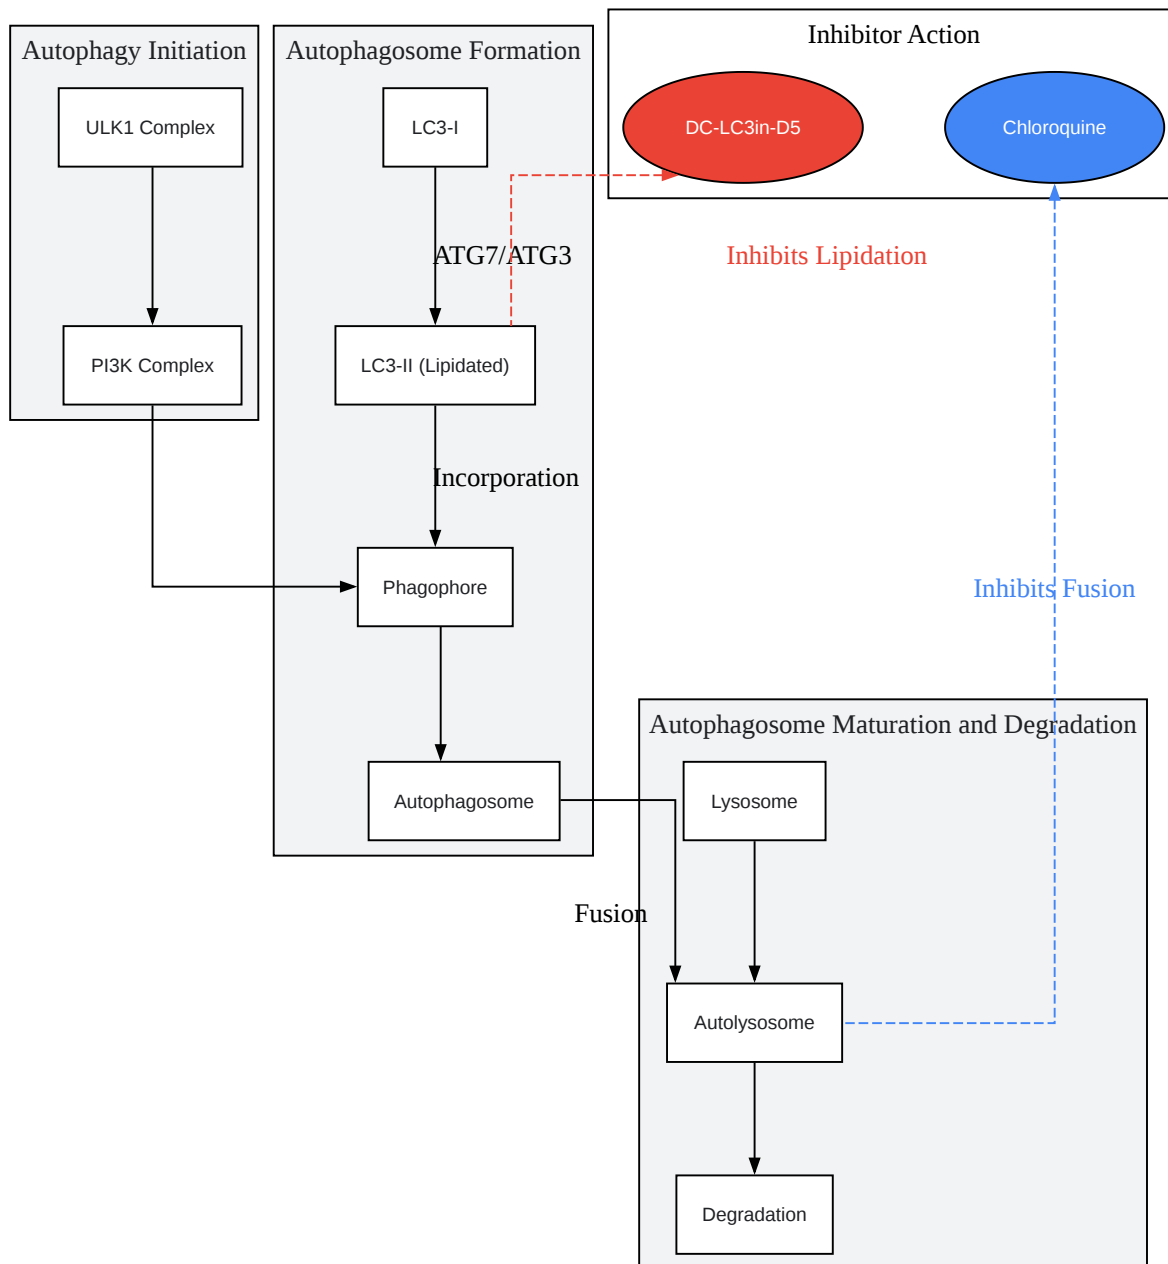 Autophagy Initiation
ULK1 Complex
PI3K Complex
Autophagosome Formation
LC3-I
ATG7/ATG3
LC3-II (Lipidated)
Incorporation
Phagophore
Autophagosome
Inhibitor Action
DC-LC3in-D5
Chloroquine
Inhibits Lipidation
Inhibits Fusion
Autophagosome Maturation and Degradation
Lysosome
Fusion
Autolysosome
Degradation